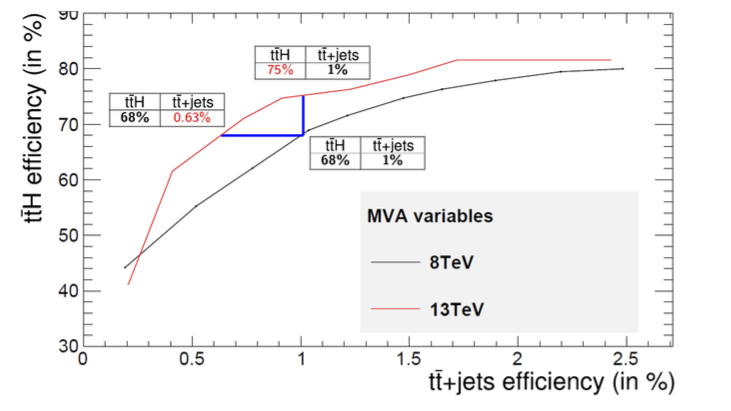 90
80
70
60
50
40
30
tt̄H efficiency (in %)
tt̄H tt̄+jets
75% 1%
tt̄H tt̄+jets
68% 0.63%
tt̄H tt̄+jets
68% 1%
MVA variables
8TeV
13TeV
0 0.5 1 1.5 2 2.5
tt̄+jets efficiency (in %)